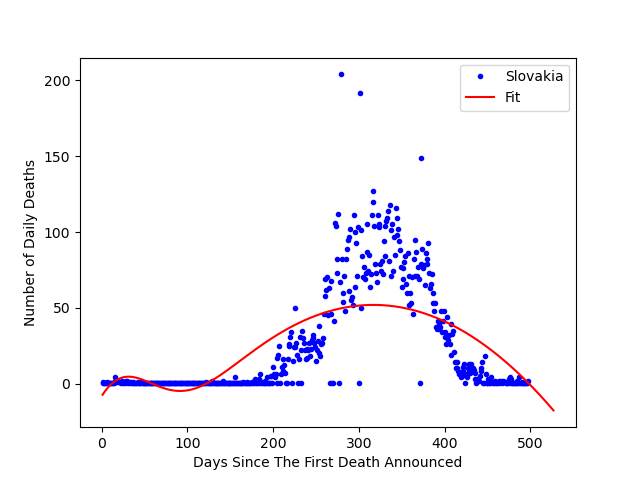 Slovakia
Fit
200
150
100
50
0
0 100 200 300 400 500
Number of Daily Deaths
Days Since The First Death Announced